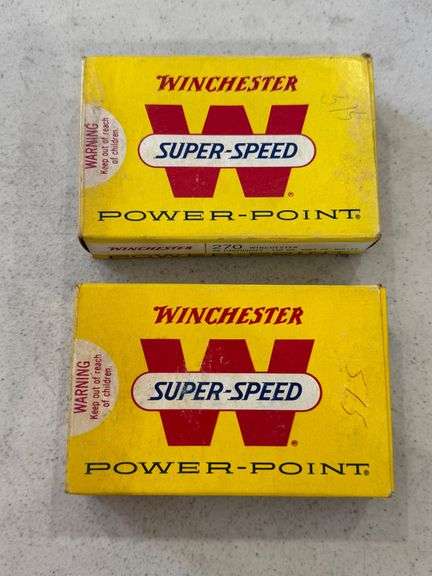 WINCHESTER
W
SUPER-SPEED
®
POWER-POINT®
WARNING
Keep out of reach
of children.
WINCHESTER
270 WINCHESTER
WINCHESTER
W
SUPER-SPEED
®
POWER-POINT®
WARNING
Keep out of reach
of children.